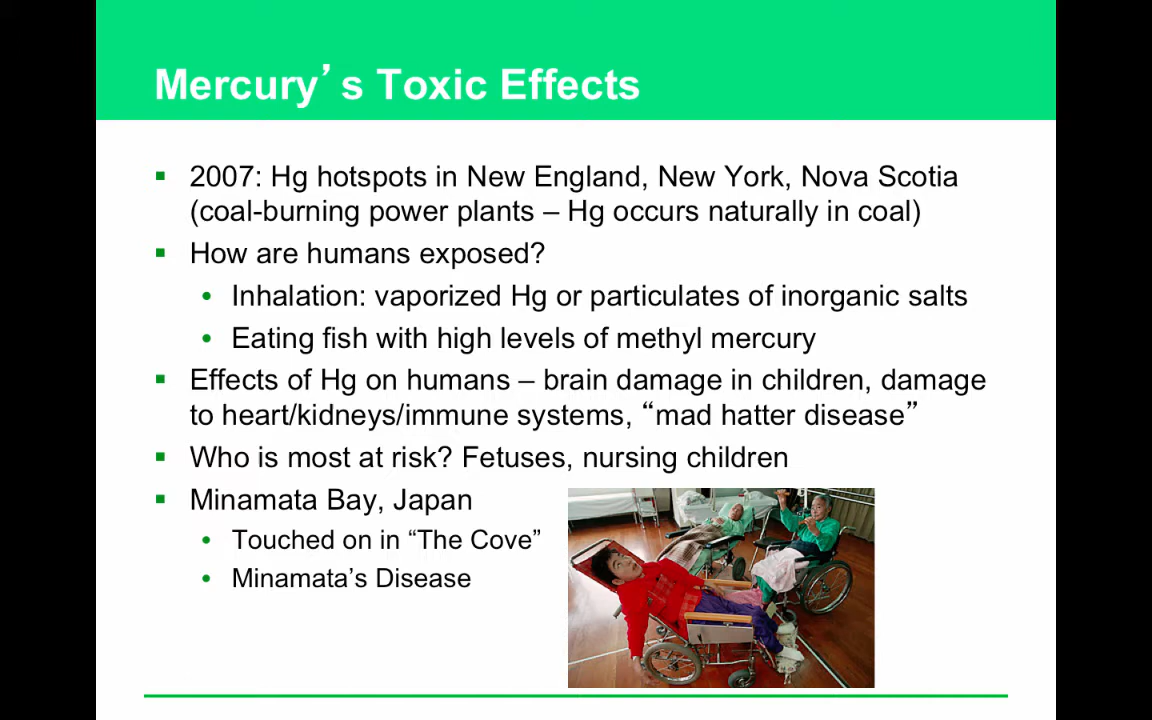 Mercury’s Toxic Effects
2007: Hg hotspots in New England, New York, Nova Scotia
(coal-burning power plants – Hg occurs naturally in coal)
How are humans exposed?
Inhalation: vaporized Hg or particulates of inorganic salts
Eating fish with high levels of methyl mercury
Effects of Hg on humans – brain damage in children, damage
to heart/kidneys/immune systems, “mad hatter disease”
Who is most at risk? Fetuses, nursing children
Minamata Bay, Japan
Touched on in “The Cove”
Minamata’s Disease